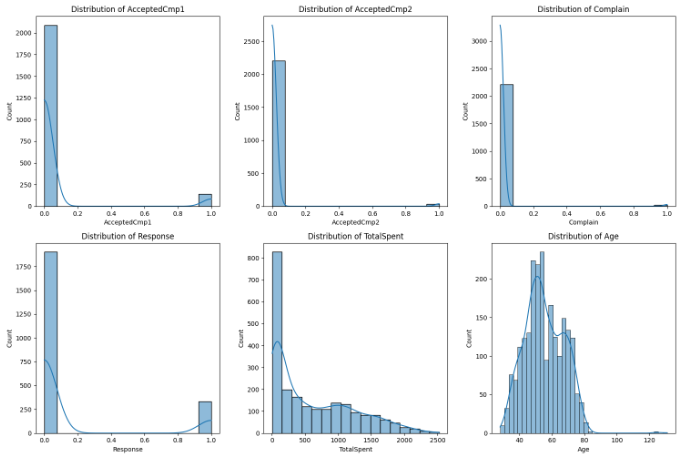 Distribution of AcceptedCmp1
2000
1750
1500
1250
1000
750
500
250
0
Count
0.0 0.2 0.4 0.6 0.8 1.0
AcceptedCmp1
Distribution of AcceptedCmp2
2500
2000
1500
1000
500
0
Count
0.0 0.2 0.4 0.6 0.8 1.0
AcceptedCmp2
Distribution of Complain
3000
2500
2000
1500
1000
500
0
Count
0.0 0.2 0.4 0.6 0.8 1.0
Complain
Distribution of Response
1750
1500
1250
1000
750
500
250
0
Count
0.0 0.2 0.4 0.6 0.8 1.0
Response
Distribution of TotalSpent
800
700
600
500
400
300
200
100
0
Count
0 500 1000 1500 2000 2500
TotalSpent
Distribution of Age
200
150
100
50
0
Count
40 60 80 100 120
Age